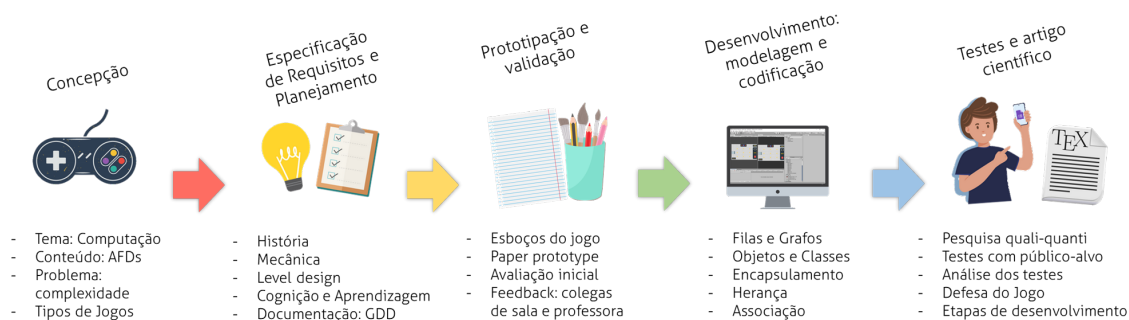 Concepção
- Tema: Computação
- Conteúdo: AFDs
- Problema:
complexidade
- Tipos de Jogos
Especificação
de Requisitos e
Planejamento
- História
- Mecânica
- Level design
- Cognição e Aprendizagem
- Documentação: GDD
Prototipação e
validação
- Esboços do jogo
- Paper prototype
- Avaliação inicial
- Feedback: colegas
de sala e professora
Desenvolvimento:
modelagem e
codificação
- Filas e Grafos
- Objetos e Classes
- Encapsulamento
- Herança
- Associação
Testes e artigo
científico
TEX
- Pesquisa quali-quanti
- Testes com público-alvo
- Análise dos testes
- Defesa do Jogo
- Etapas de desenvolvimento